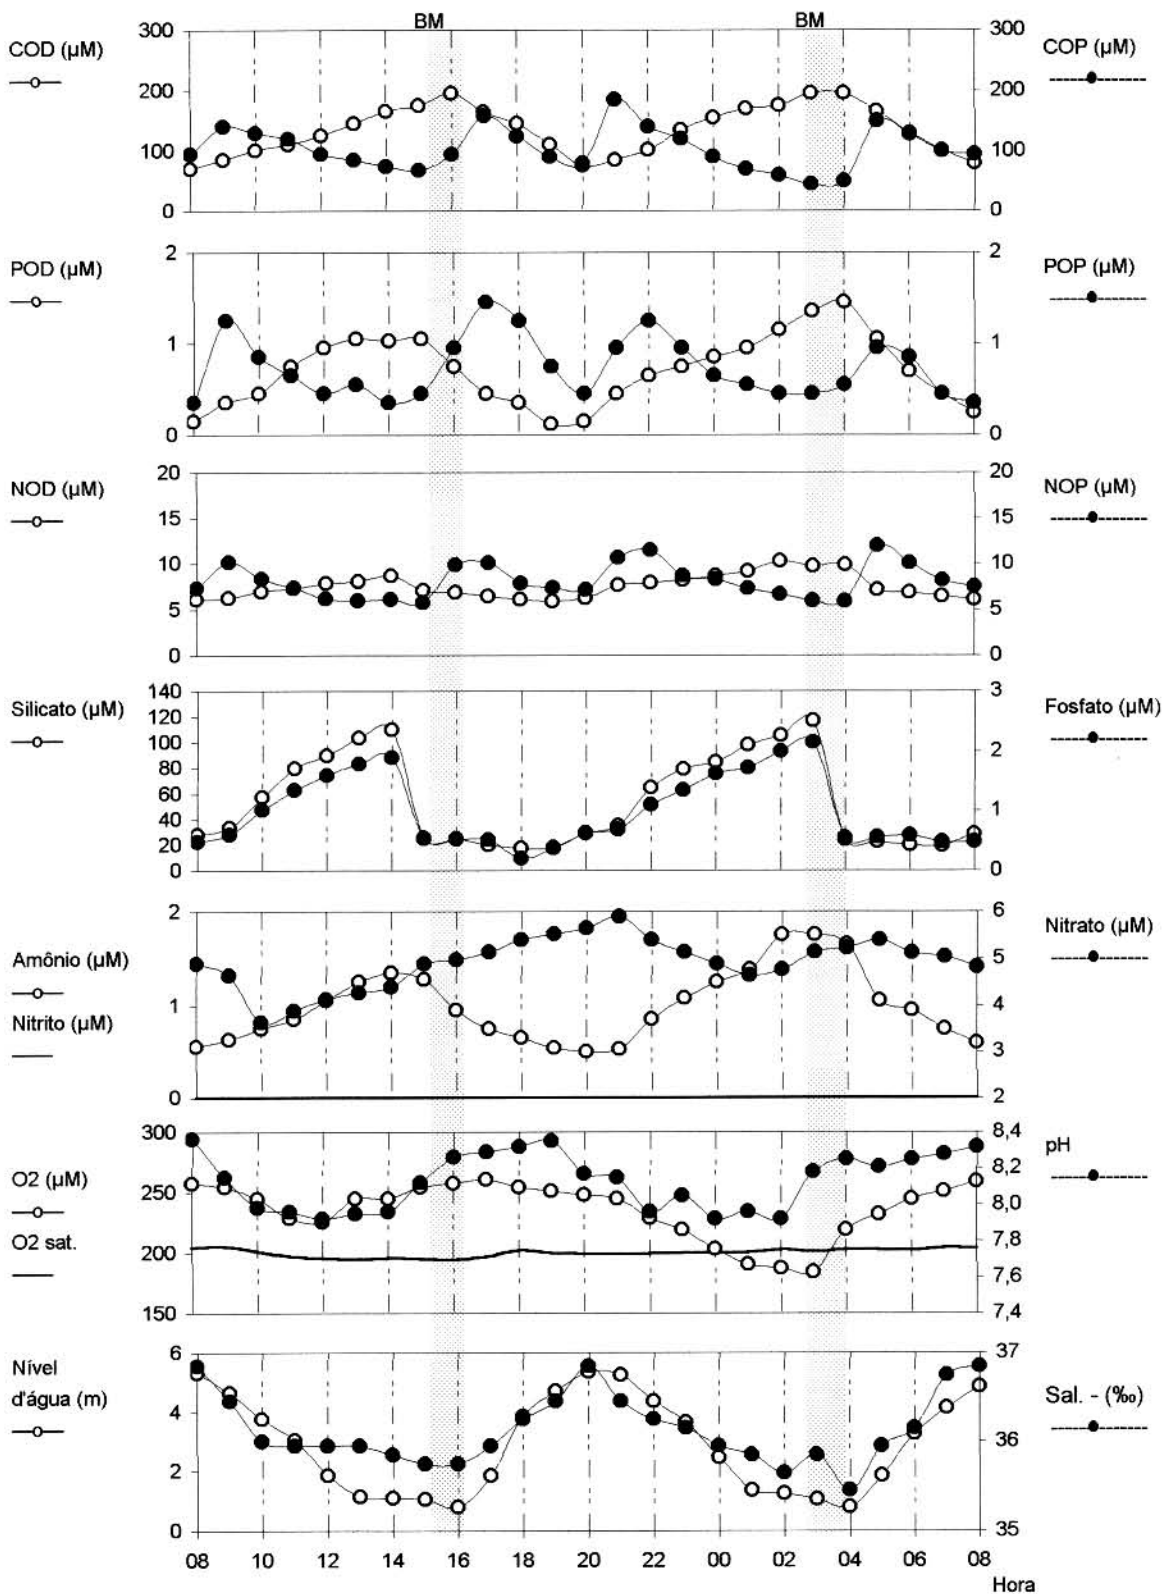 BM BM
300 300
COD (µM) COP (µM)
200 200
100 100
0 0
2 2
POD (µM) POP (µM)
1 1
0 0
20 20
NOD (µM) NOP (µM)
15 15
10 10
5 5
0 0
140 3
Silicato (µM) Fosfato (µM)
120
100 2
80
60
40 1
20
0 0
2 6
Nitrato (µM)
Amônio (µM) 5
1 4
Nitrito (µM)
3
0 2
300 8,4
pH
O2 (µM) 8,2
250 8,0
O2 sat.
200 7,8
7,6
150 7,4
6 37
Nível
d'água (m) Sal. - (‰)
4
36
2
0 35
08 10 12 14 16 18 20 22 00 02 04 06 08
Hora